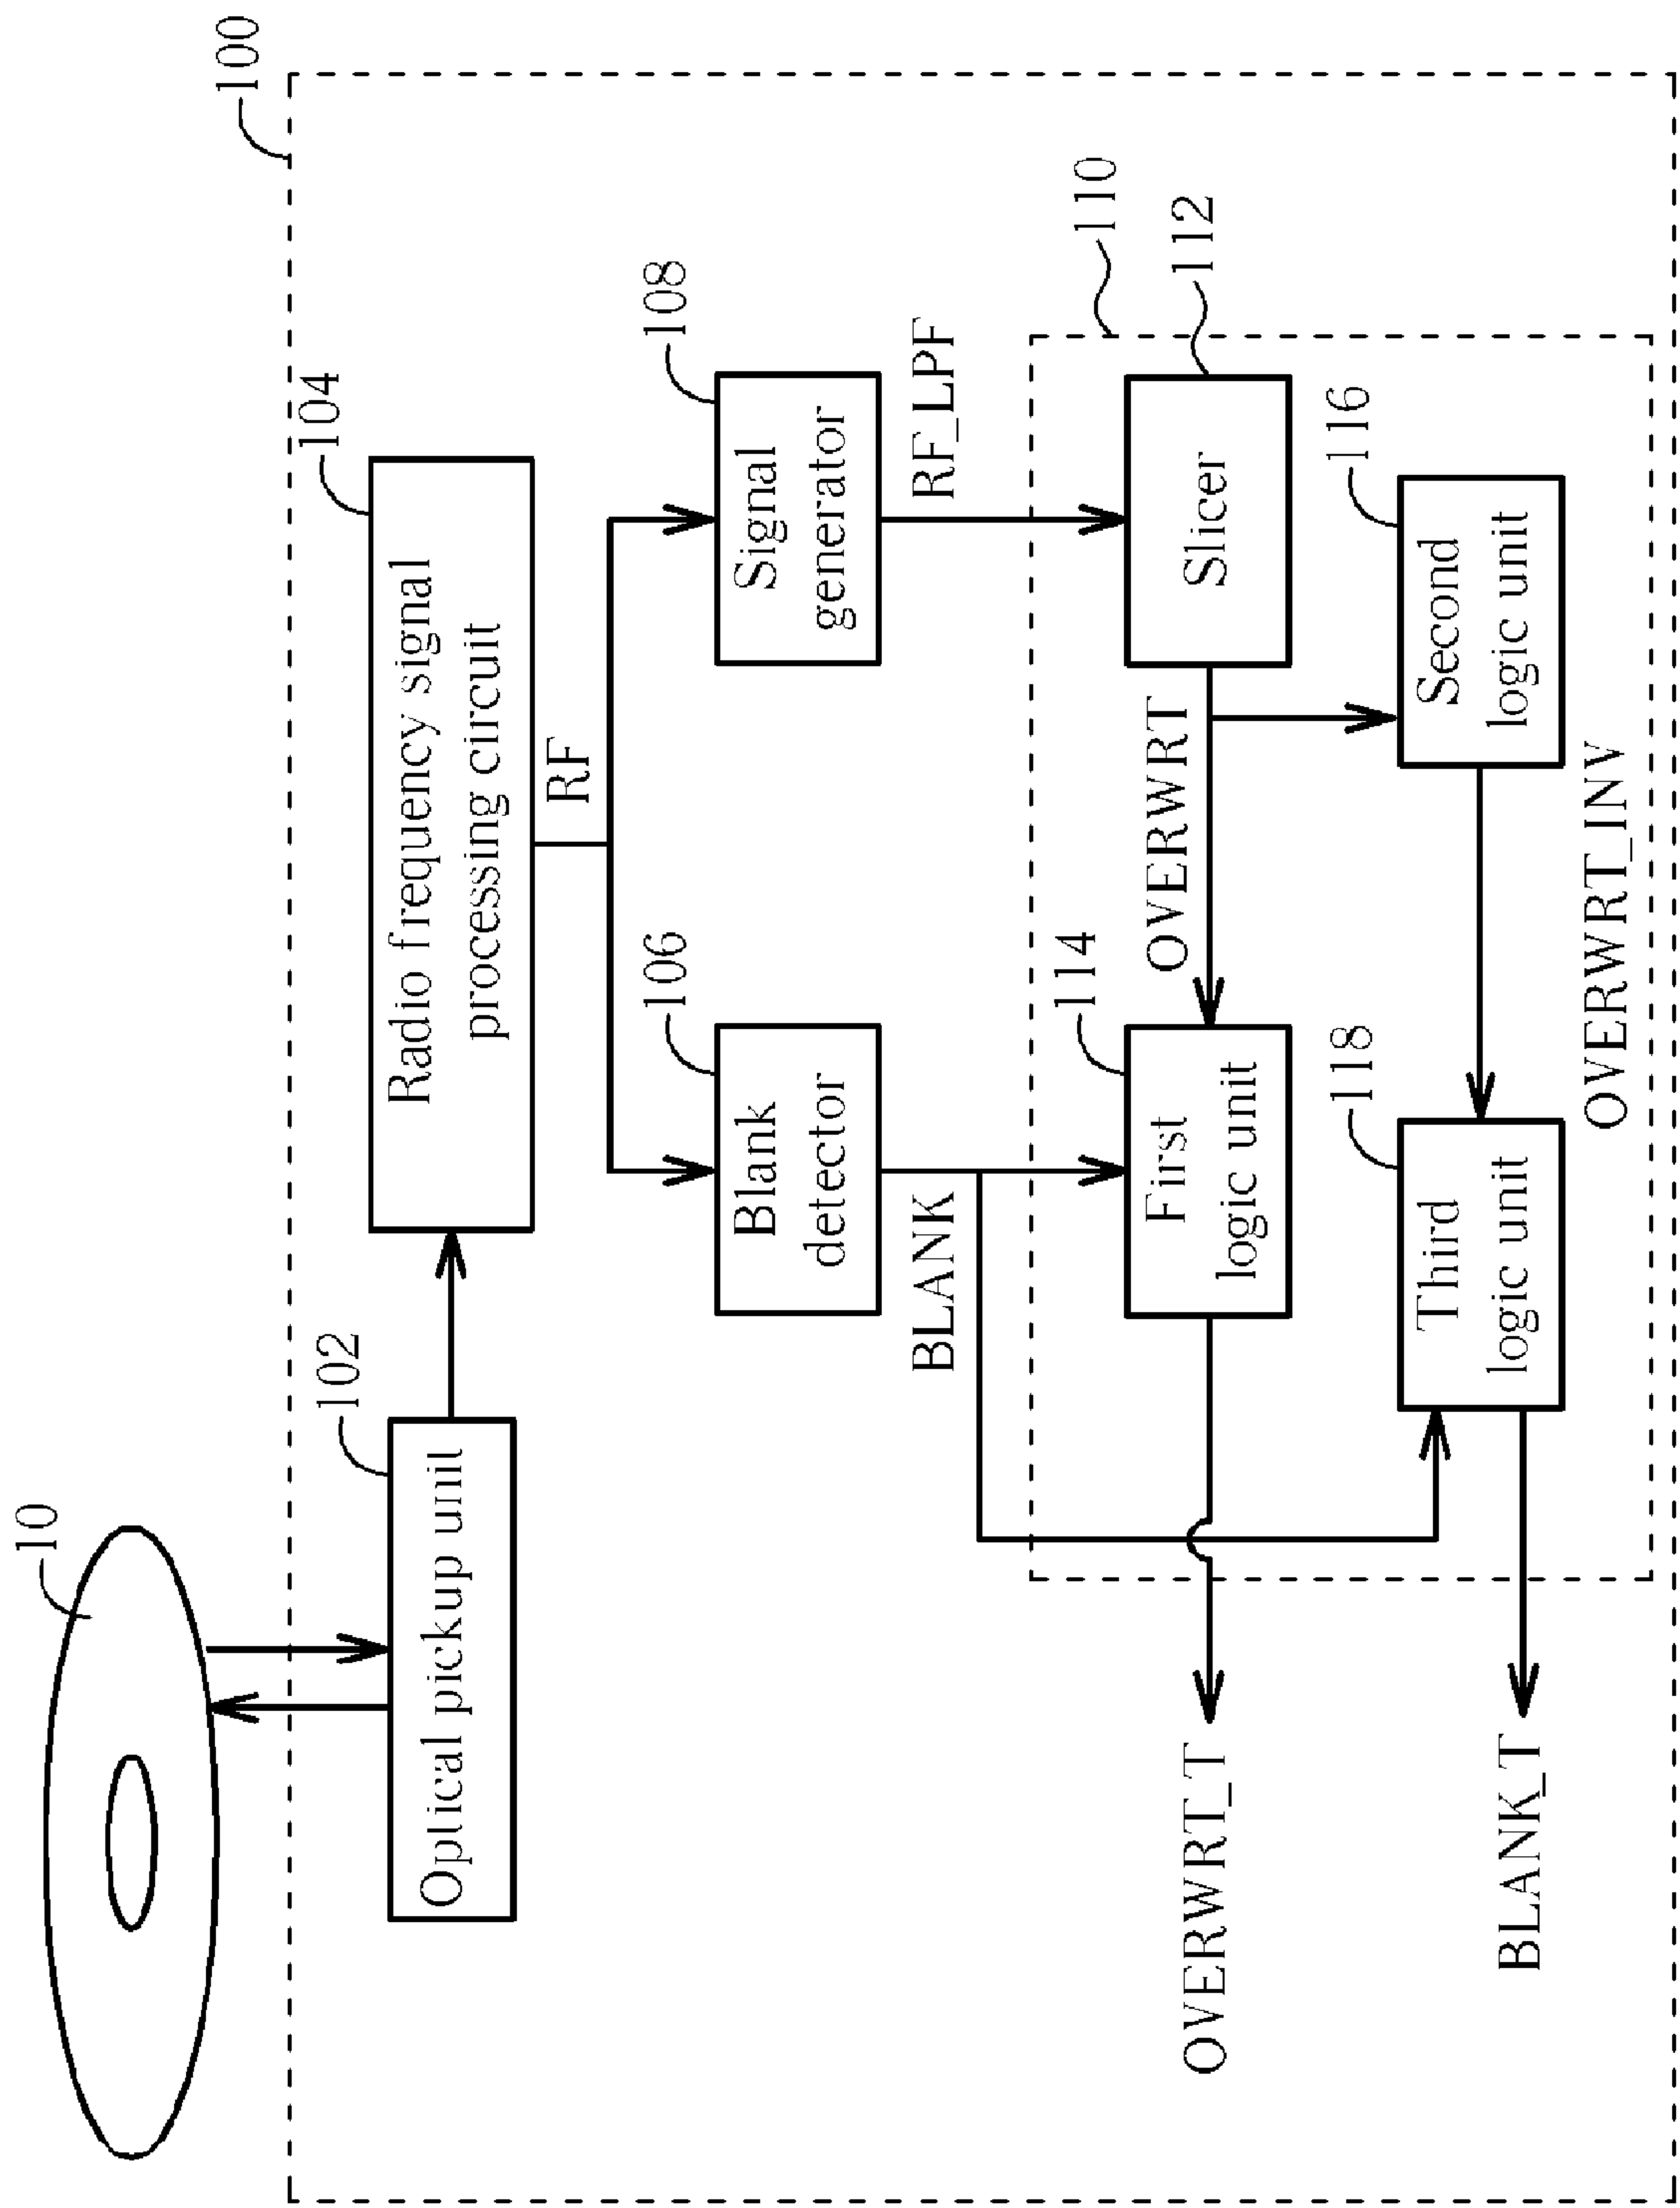 10
100
102
Optical pickup unit
104
Radio frequency signal
processing circuit
RF
106
Blank
detector
108
Signal
generator
BLANK
RF_LPF
110
112
Slicer
114
First
logic unit
OVERWRT
OVERWRT_T
116
Second
logic unit
118
Third
logic unit
OVERWRT_INV
BLANK_T